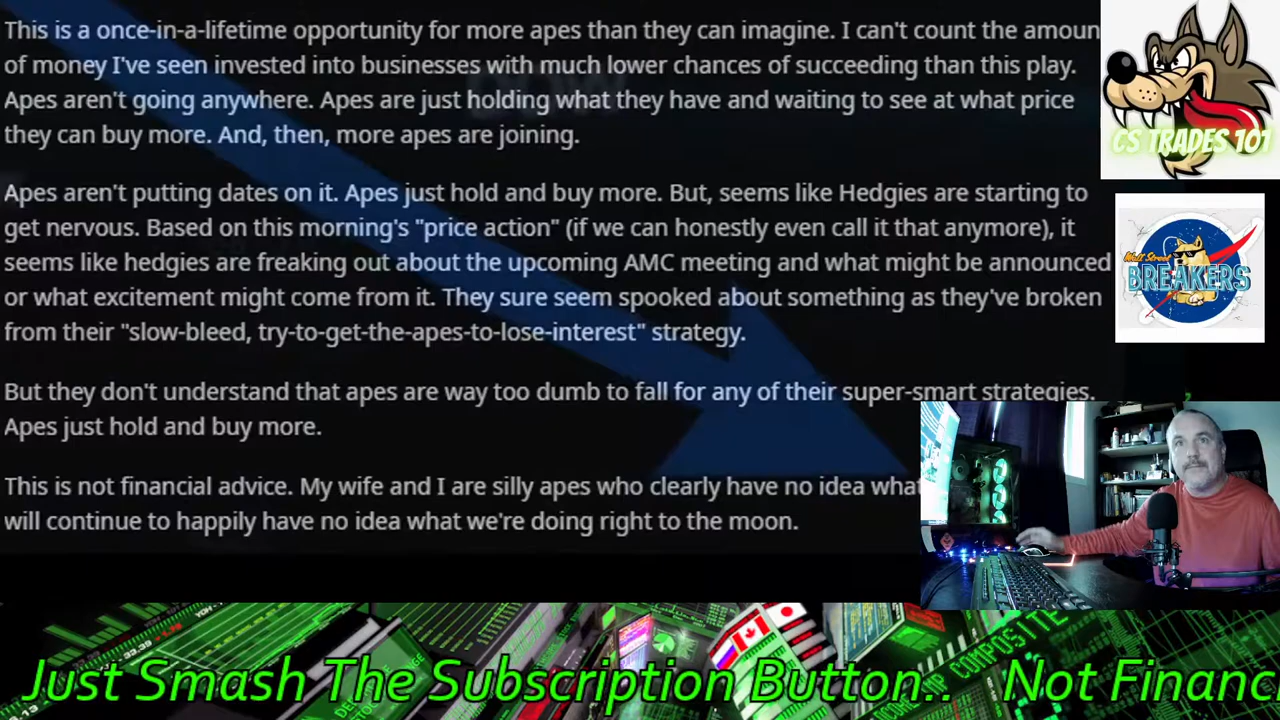 This is a once-in-a-lifetime opportunity for more apes than they can imagine. I can't count the amoun
of money I've seen invested into businesses with much lower chances of succeeding than this play.
Apes aren't going anywhere. Apes are just holding what they have and waiting to see at what price
they can buy more. And, then, more apes are joining.
Apes aren't putting dates on it. Apes just hold and buy more. But, seems like Hedgies are starting to
get nervous. Based on this morning's "price action" (if we can honestly even call it that anymore), it
seems like hedgies are freaking out about the upcoming AMC meeting and what might be announced
or what excitement might come from it. They sure seem spooked about something as they've broken
from their "slow-bleed, try-to-get-the-apes-to-lose-interest" strategy.
But they don't understand that apes are way too dumb to fall for any of their super-smart strategies.
Apes just hold and buy more.
This is not financial advice. My wife and I are silly apes who clearly have no idea what
will continue to happily have no idea what we're doing right to the moon.
CS TRADES 101
Wall Street
BREAKERS
COMPOSITE
Just Smash The Subscription Button.. Not Financ